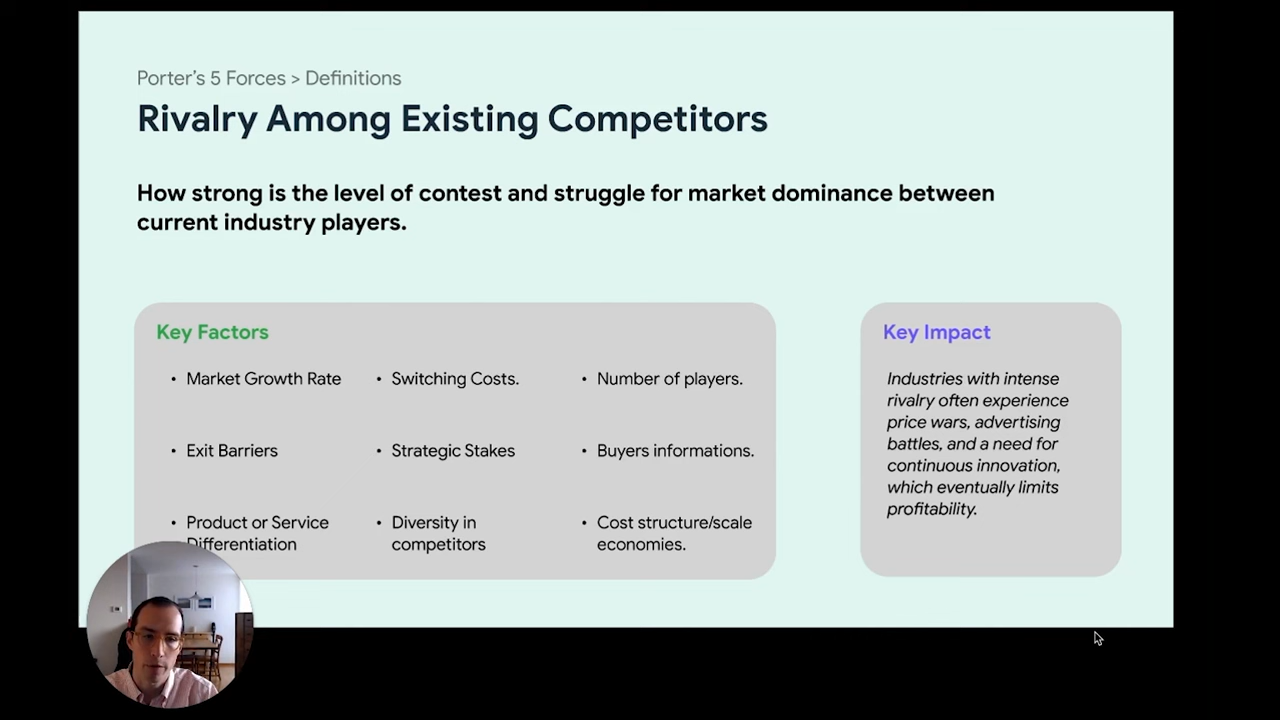 Porter's 5 Forces > Definitions
Rivalry Among Existing Competitors
How strong is the level of contest and struggle for market dominance between
current industry players.
Key Factors
• Market Growth Rate
• Exit Barriers
• Product or Service
Differentiation
• Switching Costs.
• Strategic Stakes
• Diversity in
competitors
• Number of players.
• Buyers informations.
• Cost structure/scale
economies.
Key Impact
Industries with intense
rivalry often experience
price wars, advertising
battles, and a need for
continuous innovation,
which eventually limits
profitability.